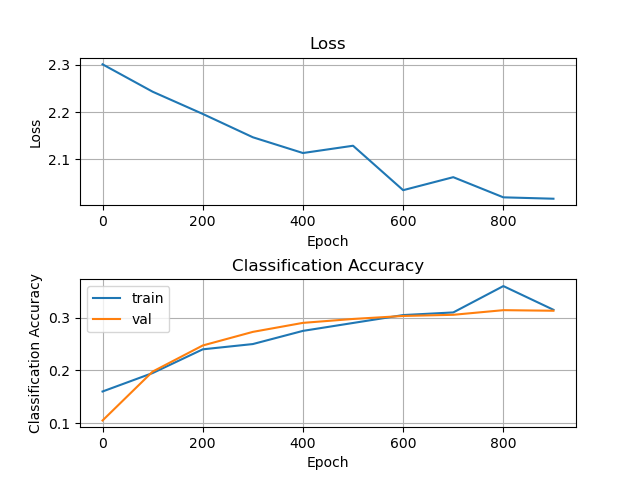 Loss
2.3
2.2
2.1
Loss
0 200 400 600 800
Epoch
Classification Accuracy
train
val
0.3
0.2
0.1
Classification Accuracy
0 200 400 600 800
Epoch